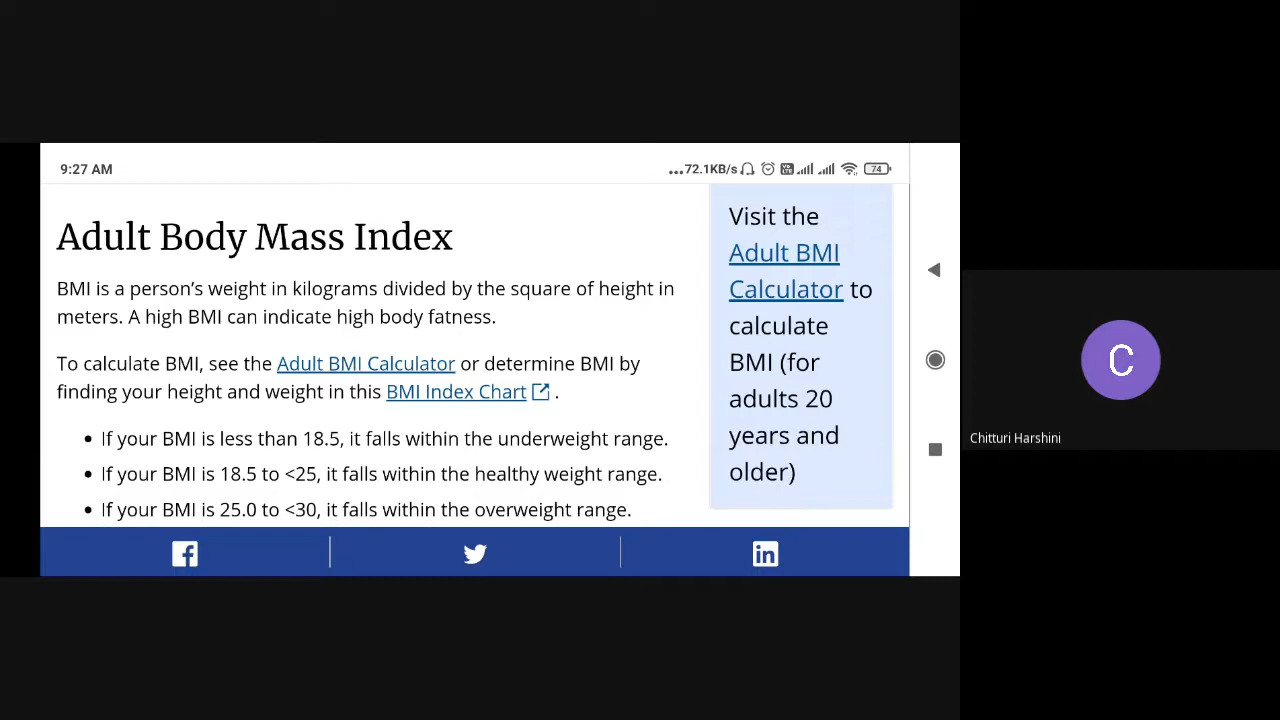 9:27 AM
...72.1KB/s
74
Adult Body Mass Index
BMI is a person’s weight in kilograms divided by the square of height in
meters. A high BMI can indicate high body fatness.
To calculate BMI, see the Adult BMI Calculator or determine BMI by
finding your height and weight in this BMI Index Chart .
• If your BMI is less than 18.5, it falls within the underweight range.
• If your BMI is 18.5 to <25, it falls within the healthy weight range.
• If your BMI is 25.0 to <30, it falls within the overweight range.
Visit the
Adult BMI
Calculator to
calculate
BMI (for
adults 20
years and
older)
C
Chitturi Harshini